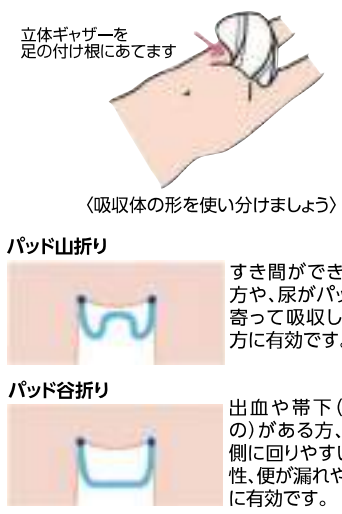 立体ギャザーを
足の付け根にあてます
〈吸収体の形を使い分けましょう〉
パッド山折り
すき間ができ
方や、尿がパッ
寄って吸収し
方に有効です。
パッド谷折り
出血や帯下(
の)がある方、
側に回りやすい
性、便が漏れや
に有効です。